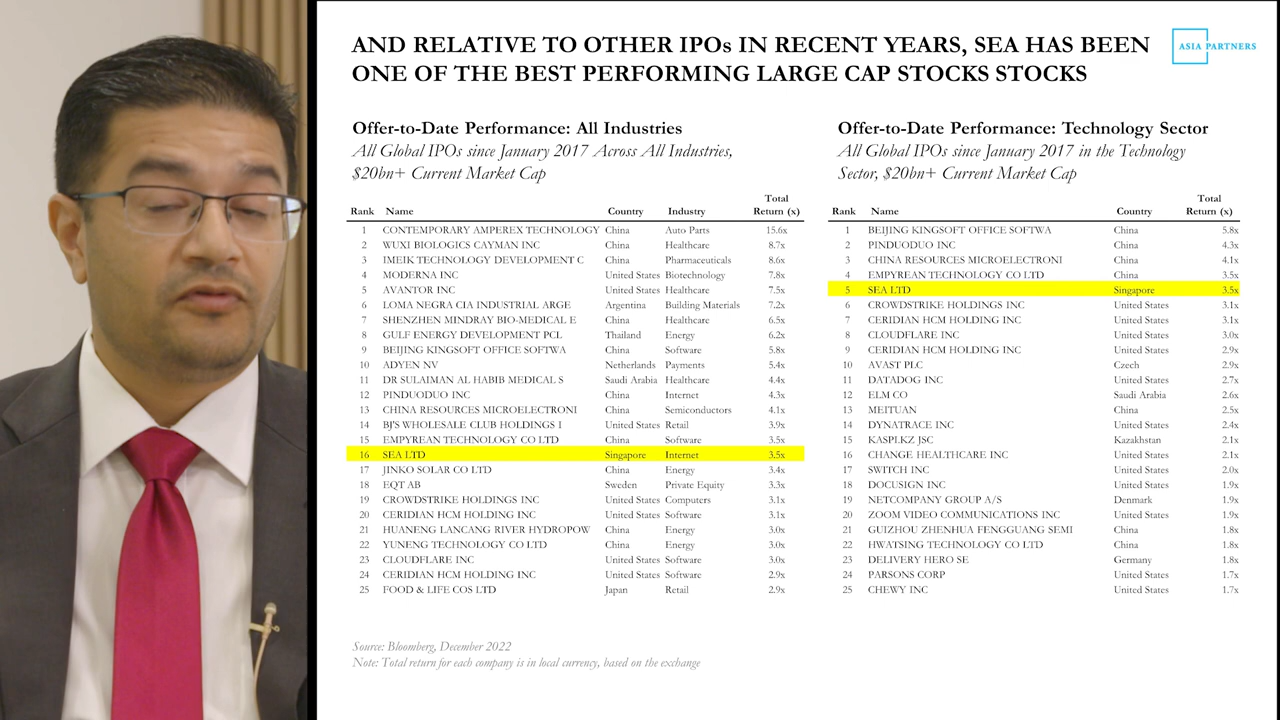 AND RELATIVE TO OTHER IPOs IN RECENT YEARS, SEA HAS BEEN
ONE OF THE BEST PERFORMING LARGE CAP STOCKS STOCKS
ASIA PARTNERS
Offer-to-Date Performance: All Industries
All Global IPOs since January 2017 Across All Industries,
$20bn+ Current Market Cap
Total
Rank Name Country Industry Return (x)
1 CONTEMPORARY AMPEREX TECHNOLOGY China Auto Parts 15.6x
2 WUXI BIOLOGICS CAYMAN INC China Healthcare 8.7x
3 IMEIK TECHNOLOGY DEVELOPMENT C China Pharmaceuticals 8.6x
4 MODERNA INC United States Biotechnology 7.8x
5 AVANTOR INC United States Healthcare 7.5x
6 LOMA NEGRA CIA INDUSTRIAL ARGE Argentina Building Materials 7.2x
7 SHENZHEN MINDRAY BIO-MEDICAL E China Healthcare 6.5x
8 GULF ENERGY DEVELOPMENT PCL Thailand Energy 6.2x
9 BEIJING KINGSOFT OFFICE SOFTWA China Software 5.8x
10 ADYEN NV Netherlands Payments 5.4x
11 DR SULAIMAN AL HABIB MEDICAL S Saudi Arabia Healthcare 4.4x
12 PINDUODUO INC China Internet 4.3x
13 CHINA RESOURCES MICROELECTRONI China Semiconductors 4.1x
14 BJ'S WHOLESALE CLUB HOLDINGS I United States Retail 3.9x
15 EMPYREAN TECHNOLOGY CO LTD China Software 3.5x
16 SEA LTD Singapore Internet 3.5x
17 JINKO SOLAR CO LTD China Energy 3.4x
18 EQT AB Sweden Private Equity 3.3x
19 CROWDSTRIKE HOLDINGS INC United States Computers 3.1x
20 CERIDIAN HCM HOLDING INC United States Software 3.1x
21 HUANENG LANCANG RIVER HYDROPOW China Energy 3.0x
22 YUNENG TECHNOLOGY CO LTD China Energy 3.0x
23 CLOUDFLARE INC United States Software 3.0x
24 CERIDIAN HCM HOLDING INC United States Software 2.9x
25 FOOD & LIFE COS LTD Japan Retail 2.9x
Offer-to-Date Performance: Technology Sector
All Global IPOs since January 2017 in the Technology
Sector, $20bn+ Current Market Cap
Total
Rank Name Country Return (x)
1 BEIJING KINGSOFT OFFICE SOFTWA China 5.8x
2 PINDUODUO INC China 4.3x
3 CHINA RESOURCES MICROELECTRONI China 4.1x
4 EMPYREAN TECHNOLOGY CO LTD China 3.5x
5 SEA LTD Singapore 3.5x
6 CROWDSTRIKE HOLDINGS INC United States 3.1x
7 CERIDIAN HCM HOLDING INC United States 3.1x
8 CLOUDFLARE INC United States 3.0x
9 CERIDIAN HCM HOLDING INC United States 2.9x
10 AVAST PLC Czech 2.9x
11 DATADOG INC United States 2.7x
12 ELM CO Saudi Arabia 2.6x
13 MEITUAN China 2.5x
14 DYNATRACE INC United States 2.4x
15 KASPI.KZ JSC Kazakhstan 2.1x
16 CHANGE HEALTHCARE INC United States 2.1x
17 SWITCH INC United States 2.0x
18 DOCUSIGN INC United States 1.9x
19 NETCOMPANY GROUP A/S Denmark 1.9x
20 ZOOM VIDEO COMMUNICATIONS INC United States 1.9x
21 GUIZHOU ZHENHUA FENGGUANG SEMI China 1.8x
22 HWATSING TECHNOLOGY CO LTD China 1.8x
23 DELIVERY HERO SE Germany 1.8x
24 PARSONS CORP United States 1.7x
25 CHEWY INC United States 1.7x
Source: Bloomberg, December 2022
Note: Total return for each company is in local currency, based on the exchange